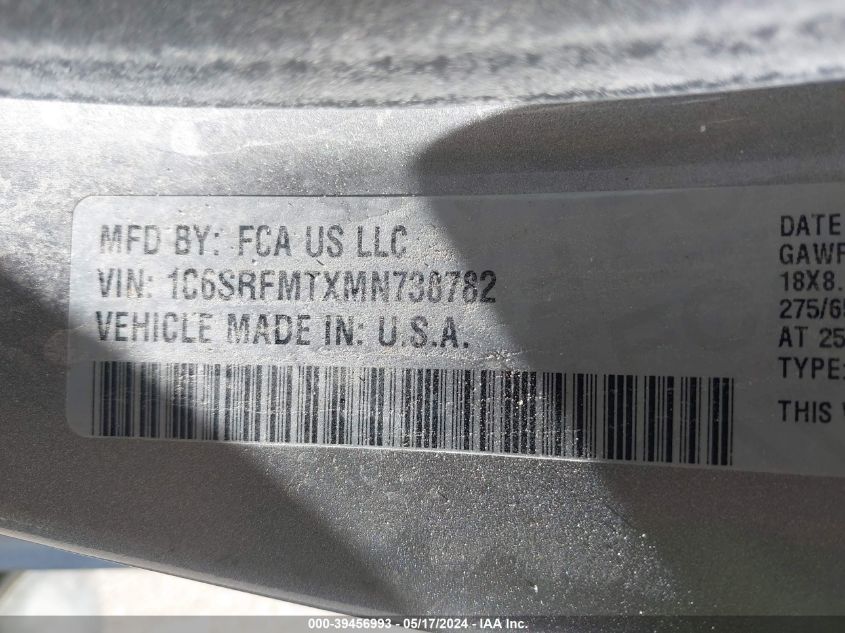 MFD BY: FCA US LLC
VIN: 1C6SRFMTXMN738782
VEHICLE MADE IN: U.S.A.
DATE
GAWR
18X8.
275/65
AT 25
TYPE:
THIS V
000-39456993 - 05/17/2024 - IAA Inc.